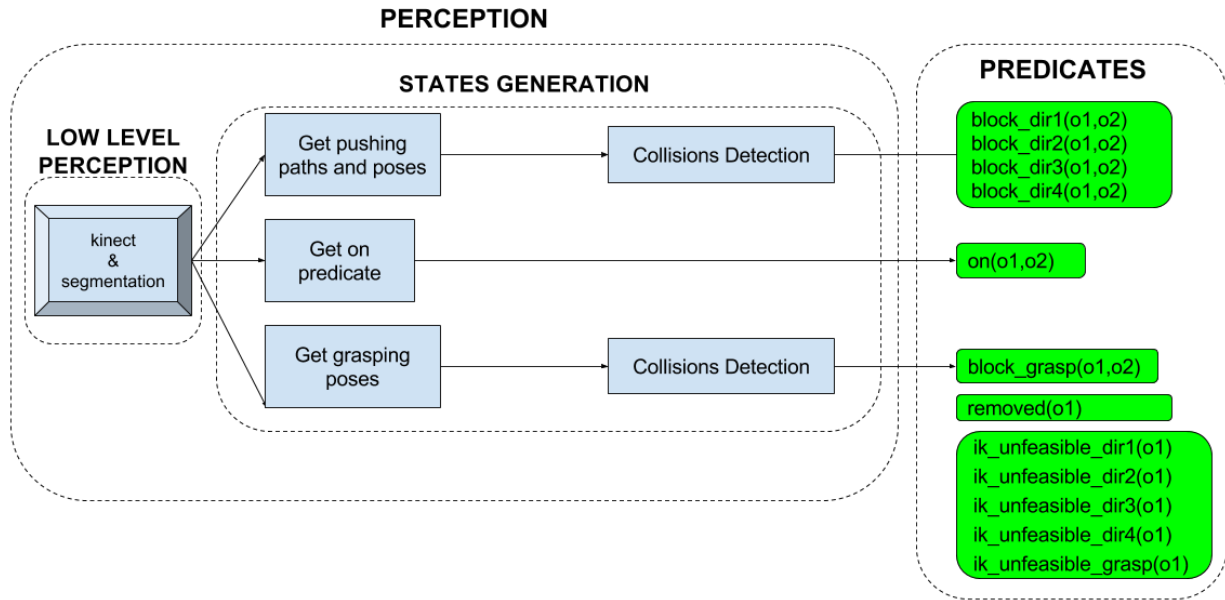 PERCEPTION
STATES GENERATION
LOW LEVEL
PERCEPTION
kinect
&
segmentation
Get pushing
paths and poses
Collisions Detection
Get on
predicate
Get grasping
poses
Collisions Detection
PREDICATES
block_dir1(o1,o2)
block_dir2(o1,o2)
block_dir3(o1,o2)
block_dir4(o1,o2)
on(o1,o2)
block_grasp(o1,o2)
removed(o1)
ik_unfeasible_dir1(o1)
ik_unfeasible_dir2(o1)
ik_unfeasible_dir3(o1)
ik_unfeasible_dir4(o1)
ik_unfeasible_grasp(o1)